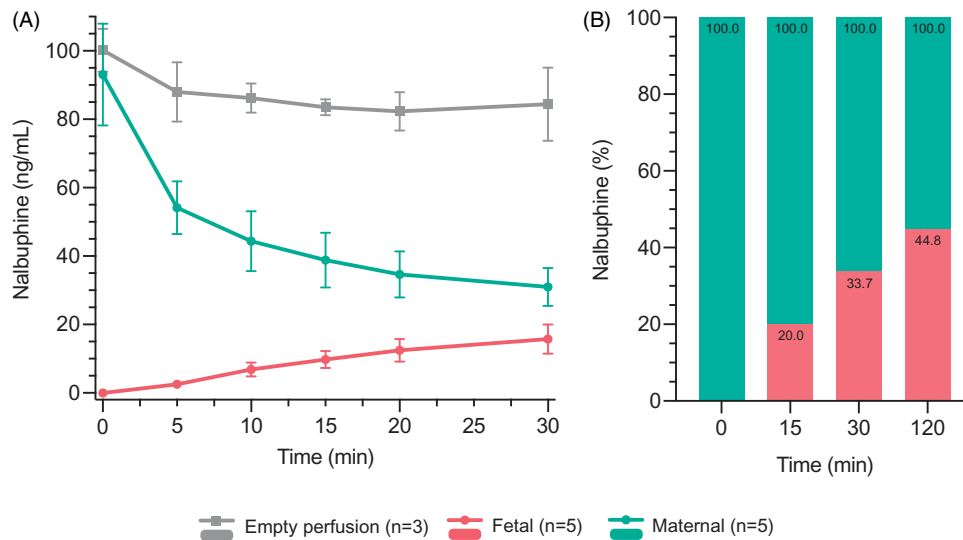 (A)
Nalbuphine (ng/mL)
100
80
60
40
20
0
0 5 10 15 20 25 30
Time (min)
(B)
Nalbuphine (%)
100
80
60
40
20
0
100.0 100.0 100.0 100.0
20.0 33.7 44.8
0 15 30 120
Time (min)
Empty perfusion (n=3) Fetal (n=5) Maternal (n=5)